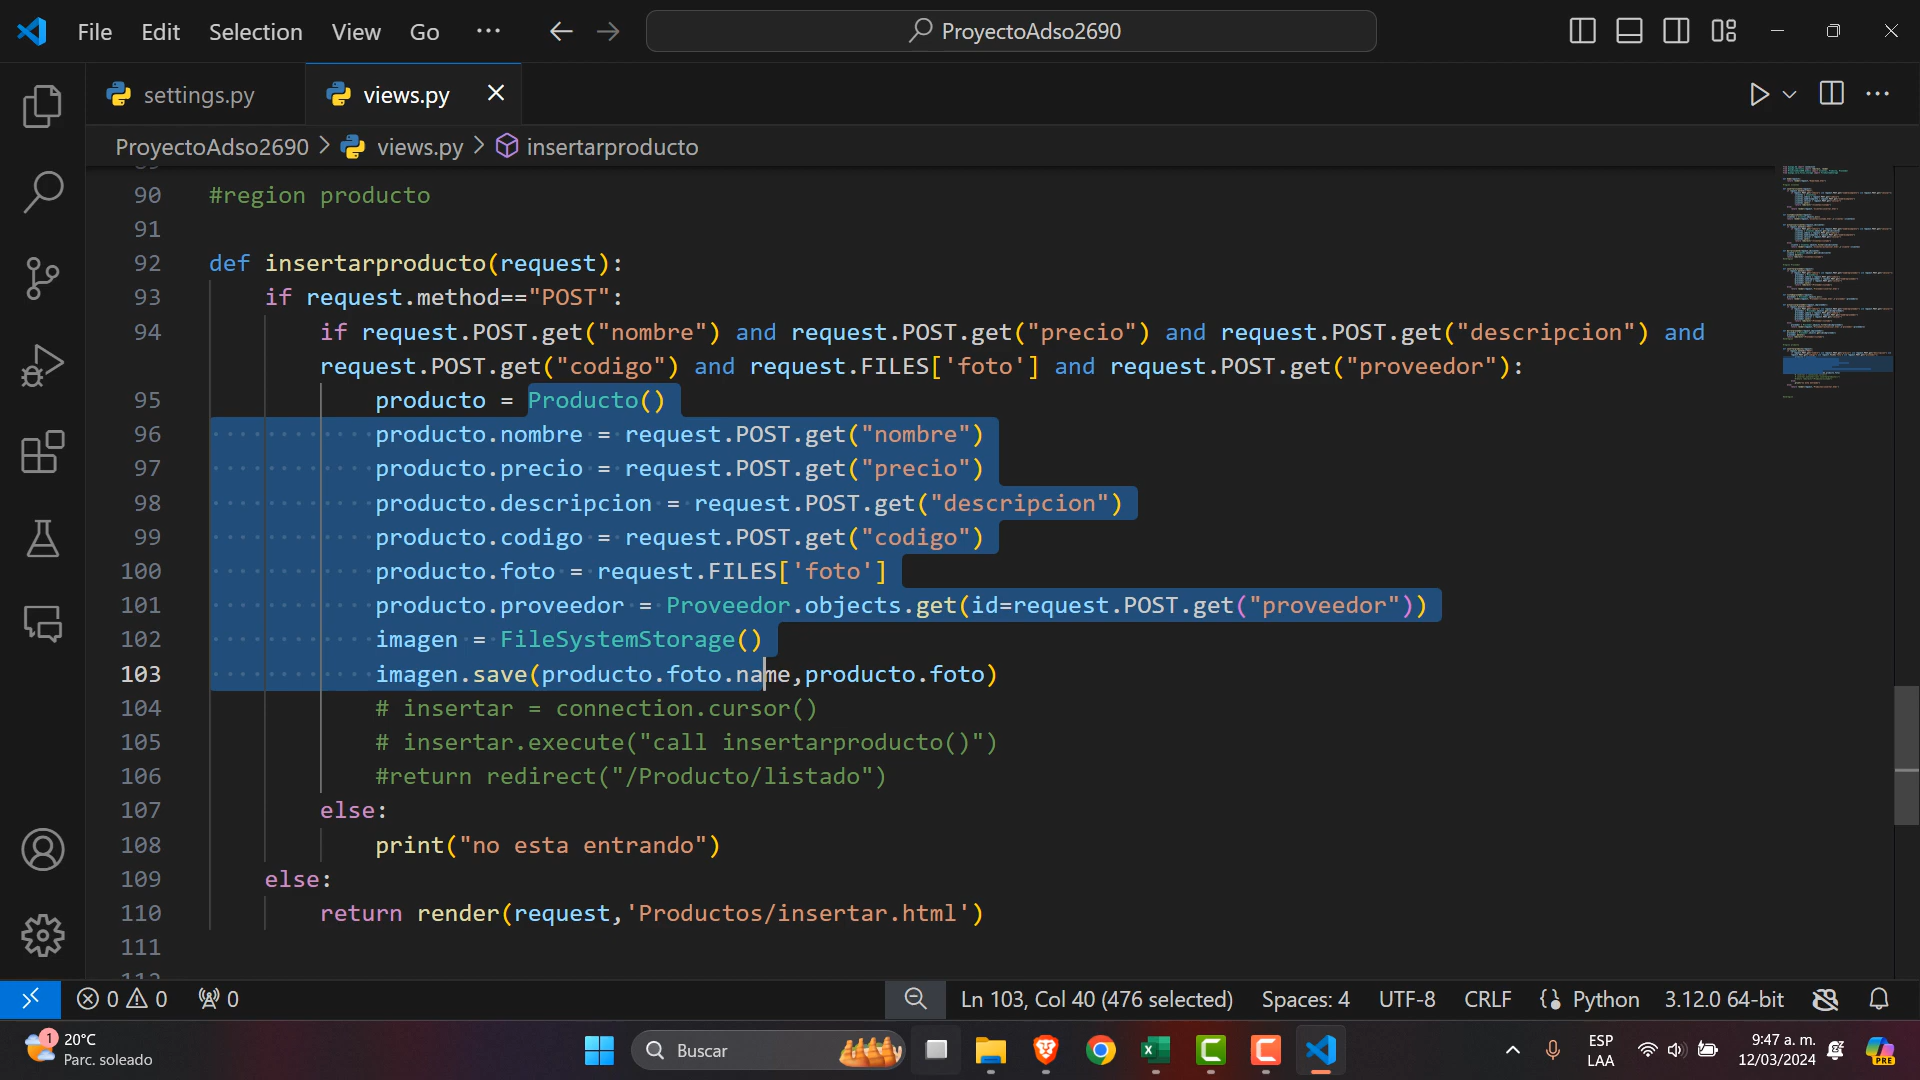 File Edit Selection View Go ··· ProyectoAdso2690
settings.py views.py
ProyectoAdso2690 > views.py > insertarproducto
90 #region producto
91
92 def insertarproducto(request):
93 if request.method=="POST":
94 if request.POST.get("nombre") and request.POST.get("precio") and request.POST.get("descripcion") and
request.POST.get("codigo") and request.FILES['foto'] and request.POST.get("proveedor"):
95 producto = Producto()
96 producto.nombre = request.POST.get("nombre")
97 producto.precio = request.POST.get("precio")
98 producto.descripcion = request.POST.get("descripcion")
99 producto.codigo = request.POST.get("codigo")
100 producto.foto = request.FILES['foto']
101 producto.proveedor = Proveedor.objects.get(id=request.POST.get("proveedor"))
102 imagen = FileSystemStorage()
103 imagen.save(producto.foto.name,producto.foto)
104 # insertar = connection.cursor()
105 # insertar.execute("call insertarproducto()")
106 #return redirect("/Producto/listado")
107 else:
108 print("no esta entrando")
109 else:
110 return render(request,'Productos/insertar.html')
111
0 0 0 Ln 103, Col 40 (476 selected) Spaces: 4 UTF-8 CRLF Python 3.12.0 64-bit
1 20°C
Parc. soleado
Buscar
ESP
LAA
9:47 a. m.
12/03/2024
PRE